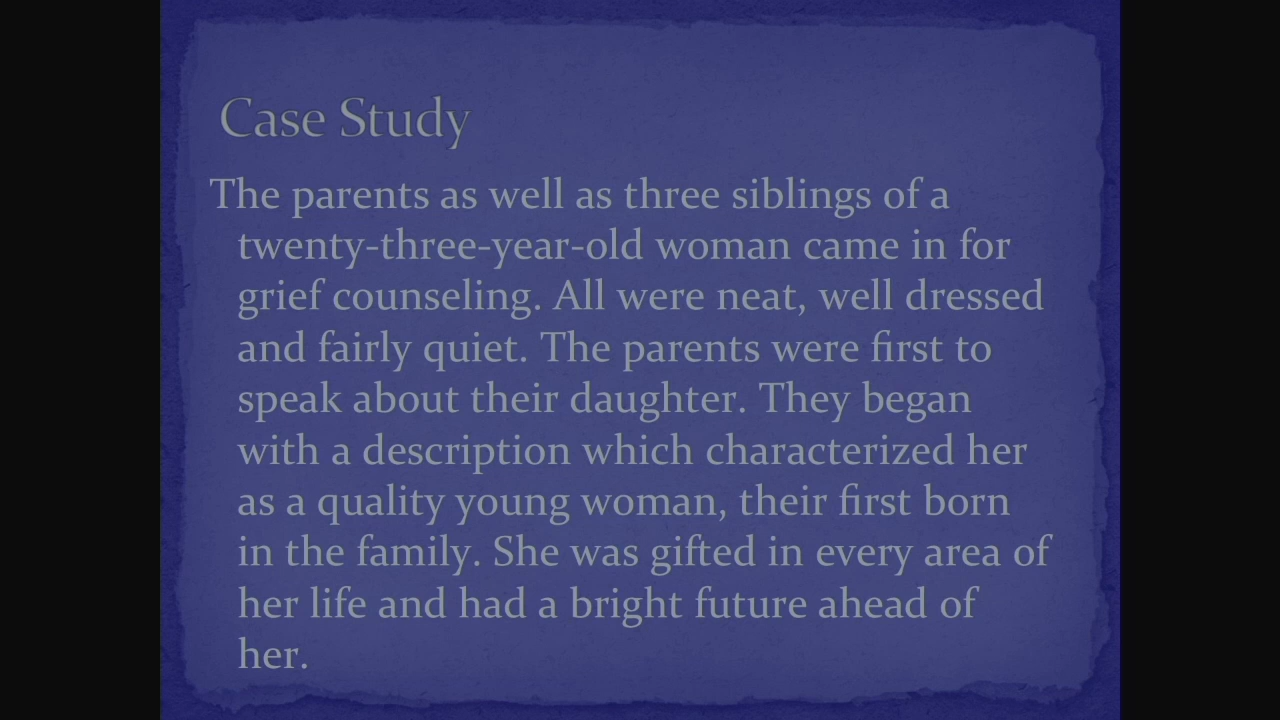 Case Study
The parents as well as three siblings of a
twenty-three-year-old woman came in for
grief counseling. All were neat, well dressed
and fairly quiet. The parents were first to
speak about their daughter. They began
with a description which characterized her
as a quality young woman, their first born
in the family. She was gifted in every area of
her life and had a bright future ahead of
her.